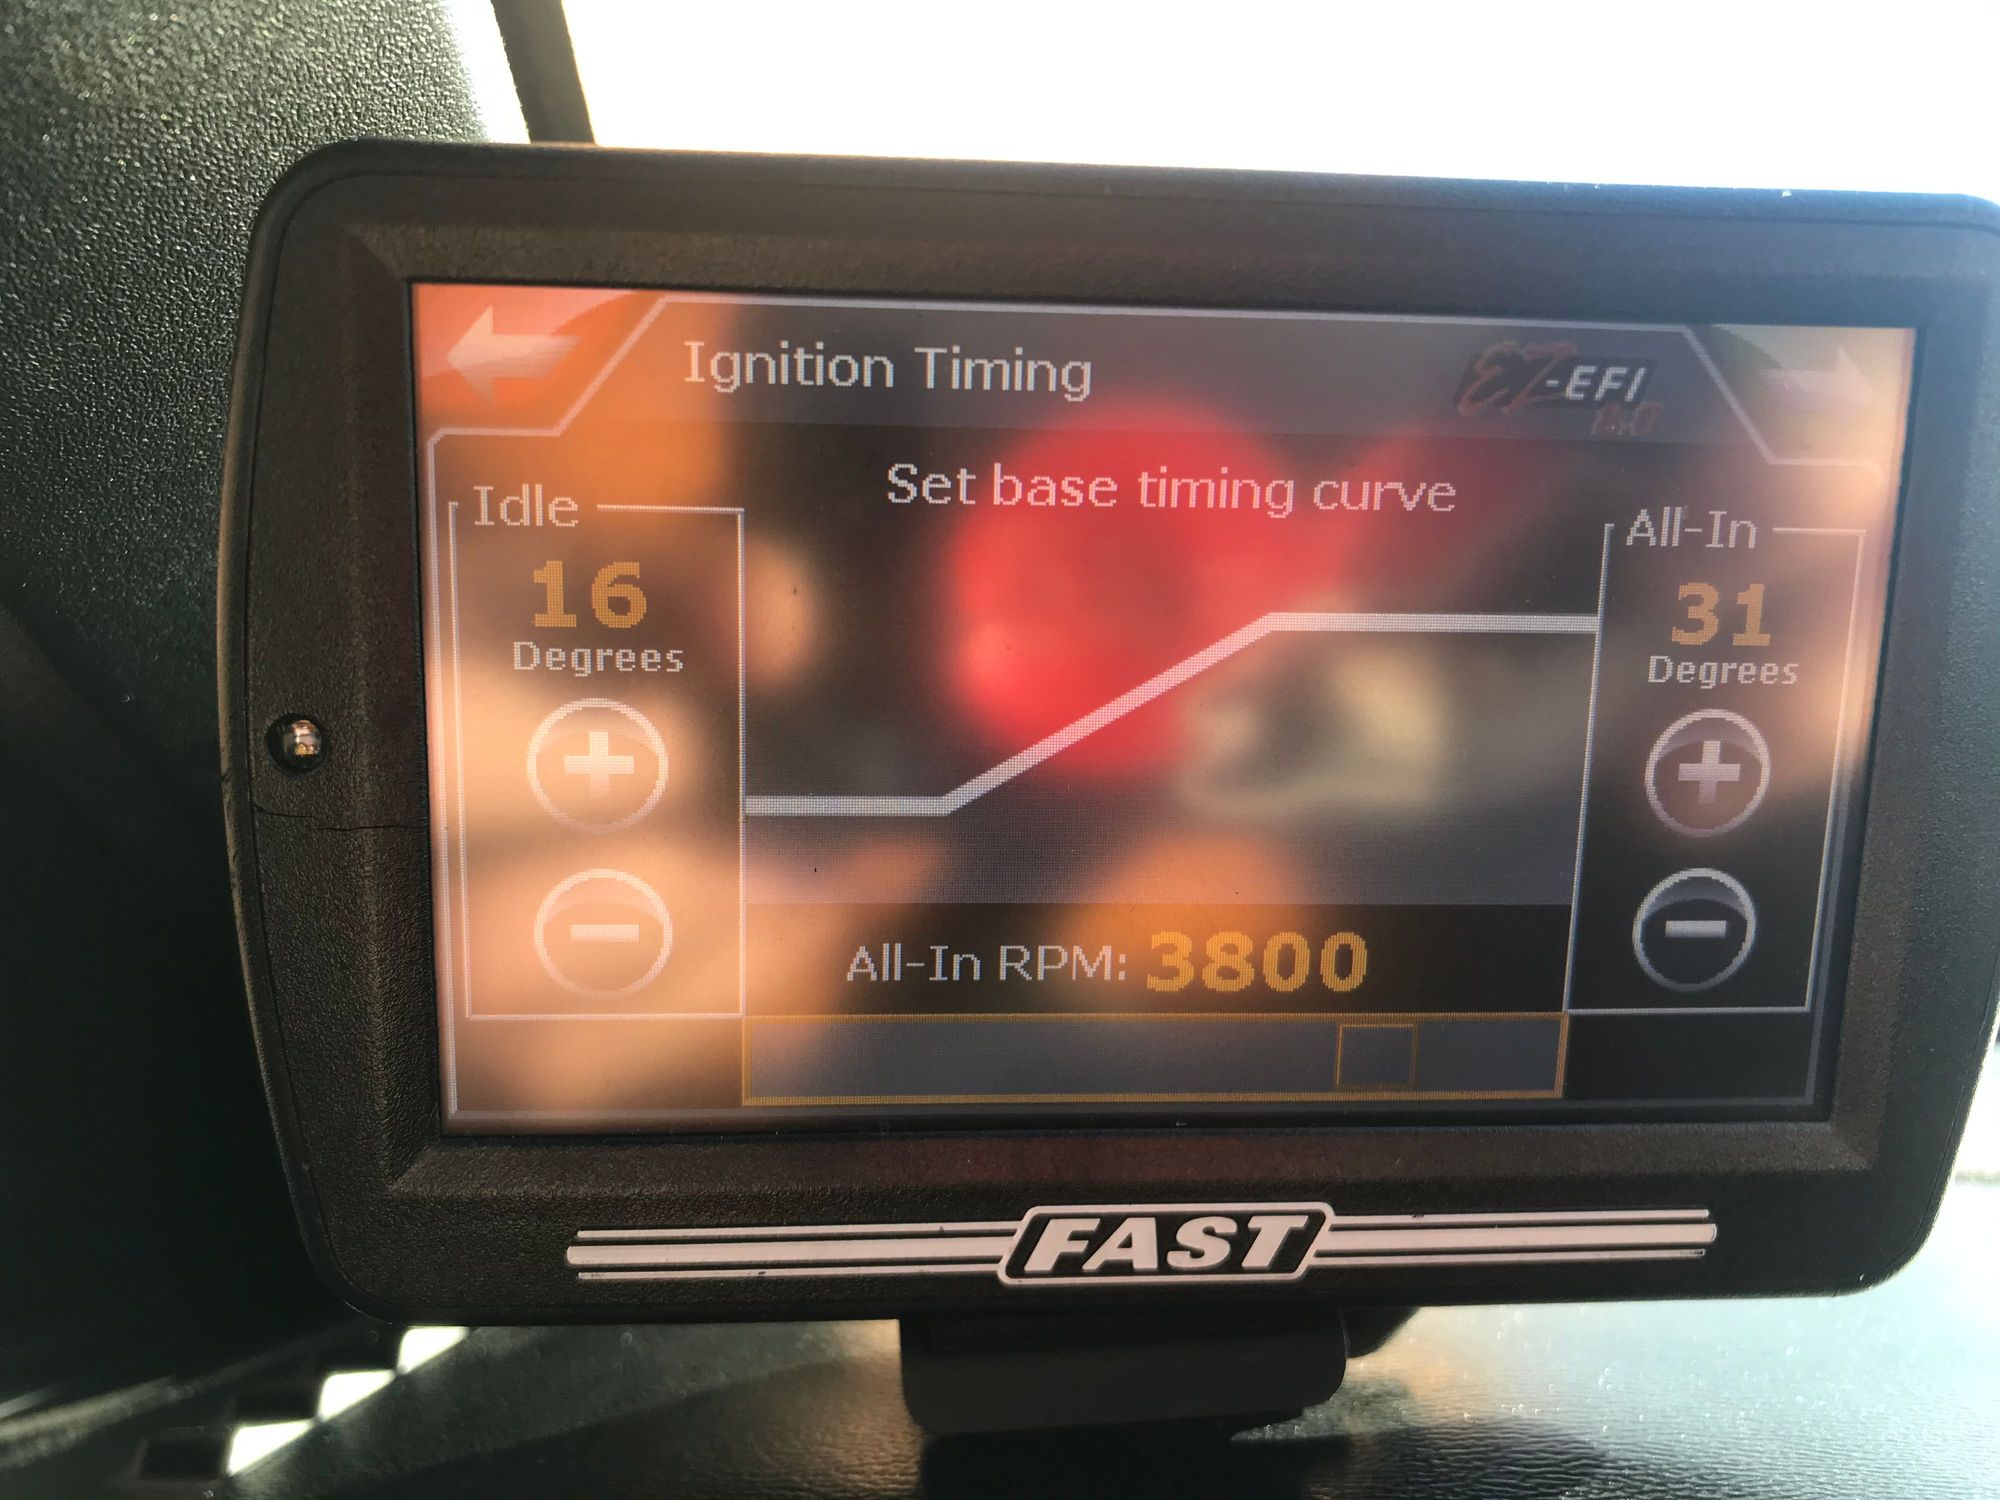 Ignition Timing
EZ-EFI
Set base timing curve
Idle
16
Degrees
+
-
All-In
31
Degrees
+
-
All-In RPM: 3800
FAST